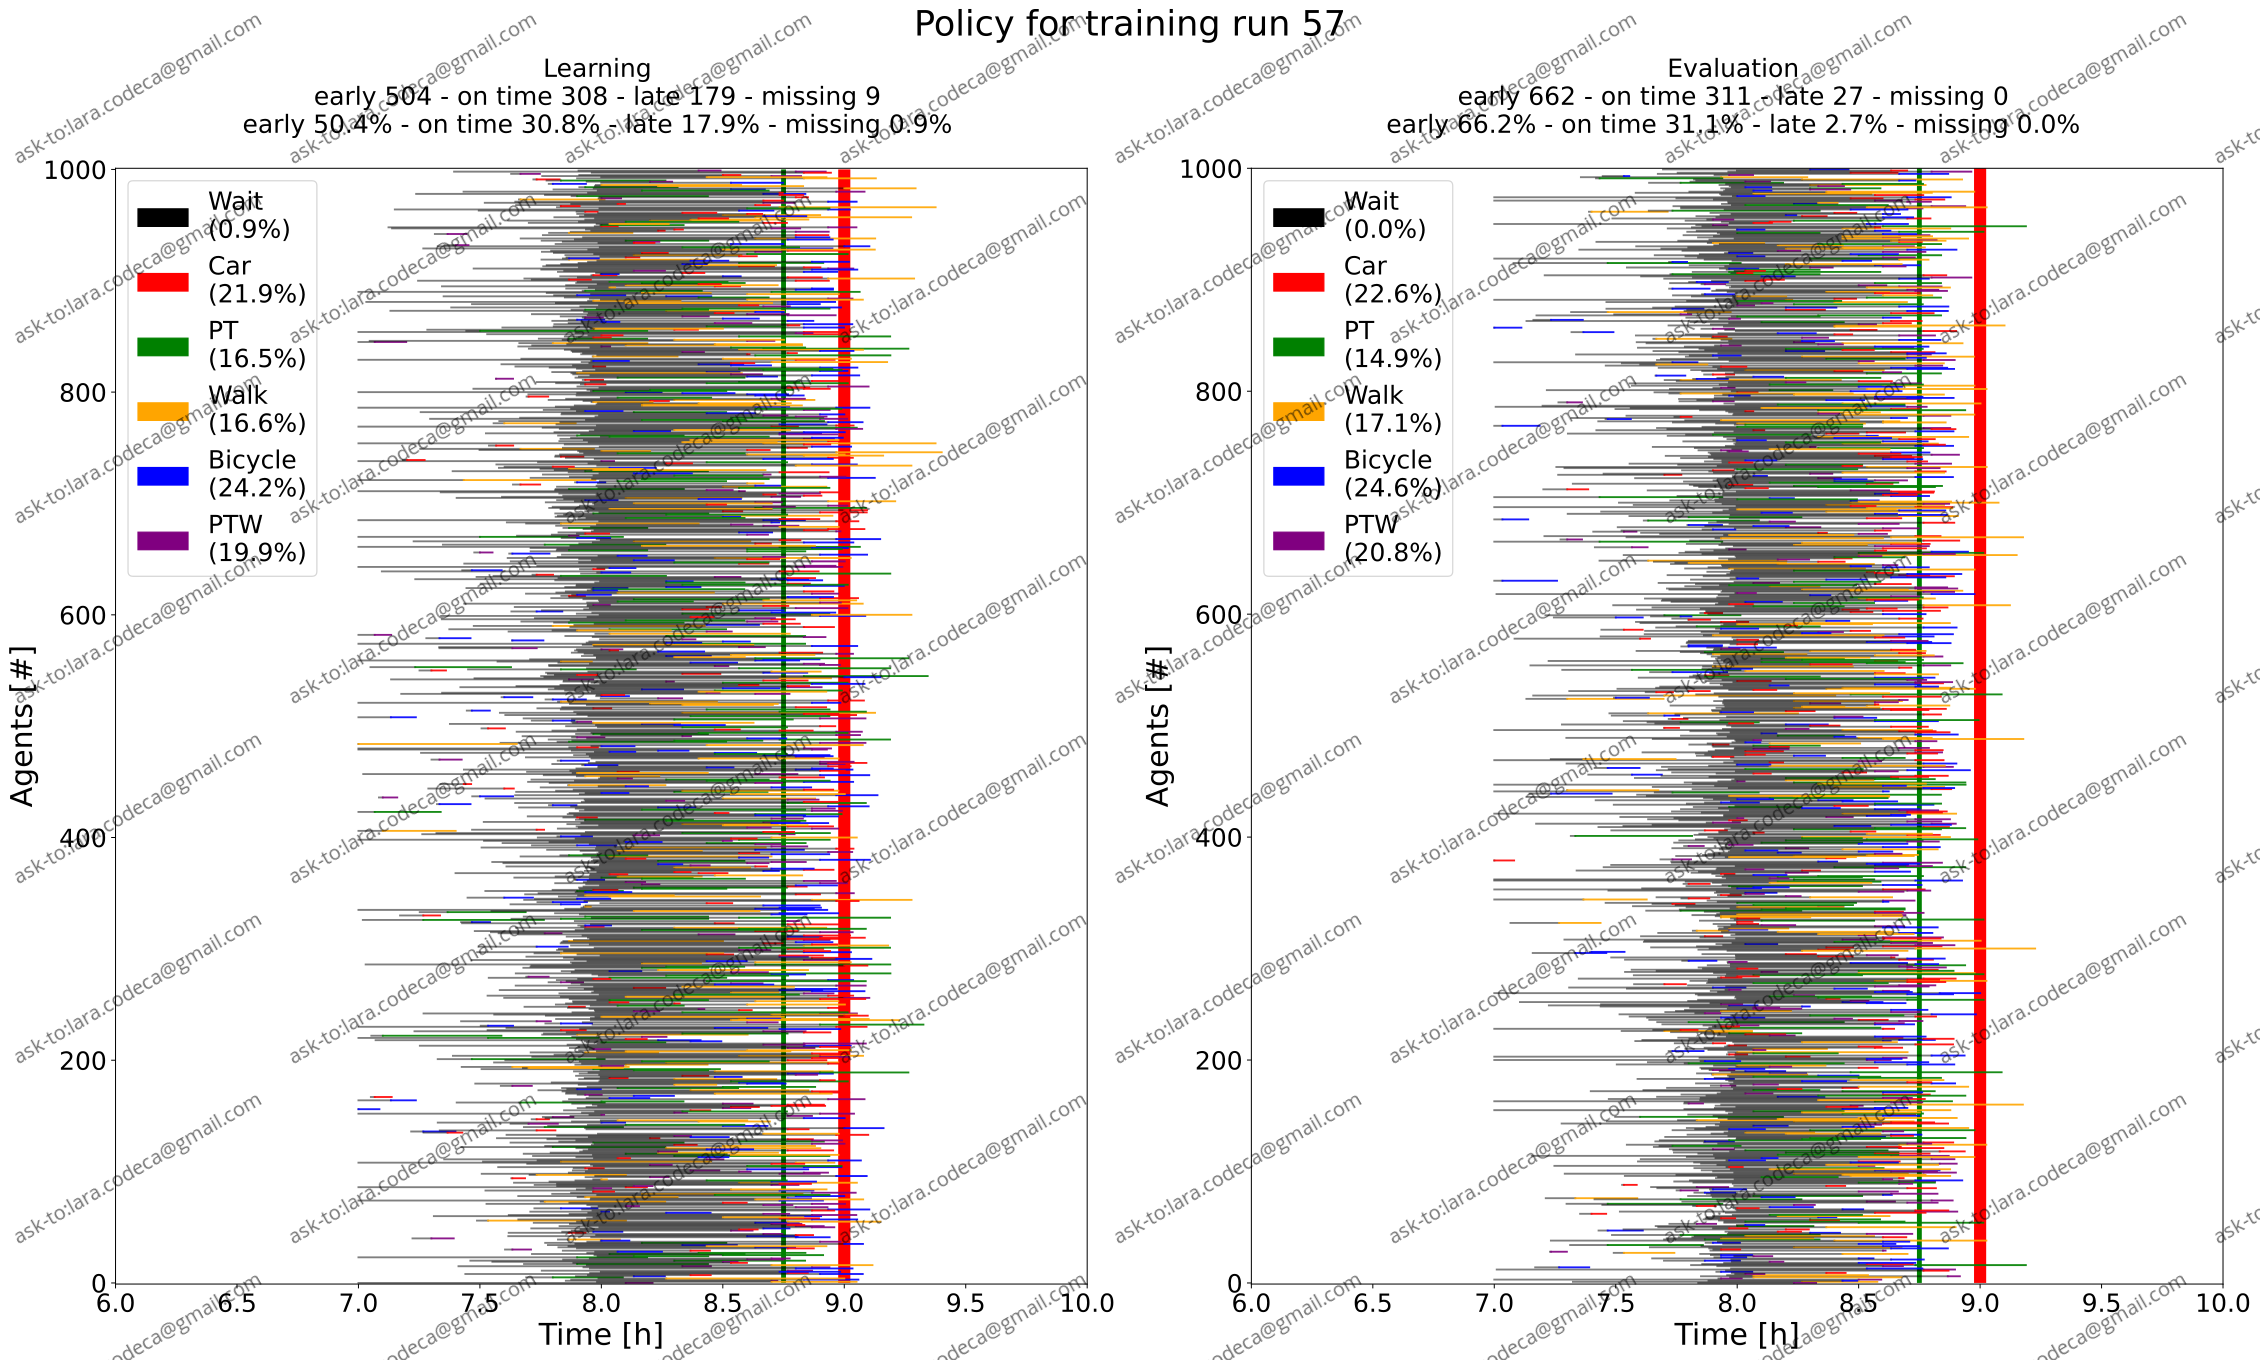 Policy for training run 57
Learning
early 504 - on time 308 - late 179 - missing 9
early 50.4% - on time 30.8% - late 17.9% - missing 0.9%
1000
800
600
400
200
0
Agents [#]
Wait
(0.9%)
Car
(21.9%)
PT
(16.5%)
Walk
(16.6%)
Bicycle
(24.2%)
PTW
(19.9%)
6.0 6.5 7.0 7.5 8.0 8.5 9.0 9.5 10.0
Time [h]
Evaluation
early 662 - on time 311 - late 27 - missing 0
early 66.2% - on time 31.1% - late 2.7% - missing 0.0%
1000
800
600
400
200
0
Agents [#]
Wait
(0.0%)
Car
(22.6%)
PT
(14.9%)
Walk
(17.1%)
Bicycle
(24.6%)
PTW
(20.8%)
6.0 6.5 7.0 7.5 8.0 8.5 9.0 9.5 10.0
Time [h]
ask-to:lara.codeca@gmail.com